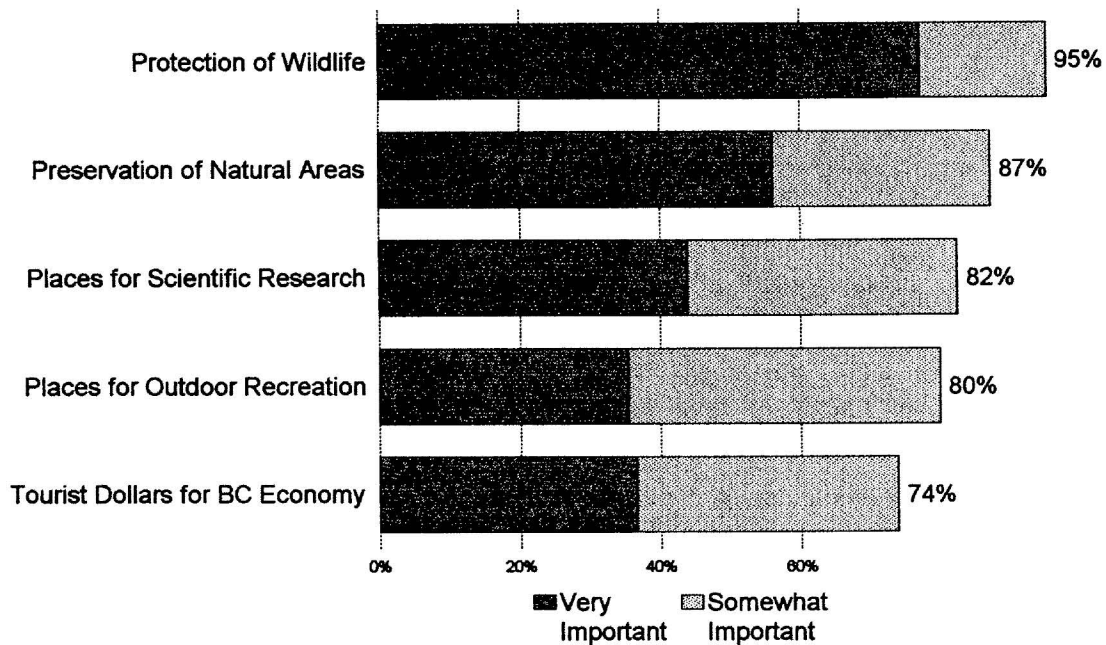 Protection of Wildlife
95%
Preservation of Natural Areas
87%
Places for Scientific Research
82%
Places for Outdoor Recreation
80%
Tourist Dollars for BC Economy
74%
0% 20% 40% 60%
Very Important
Somewhat Important